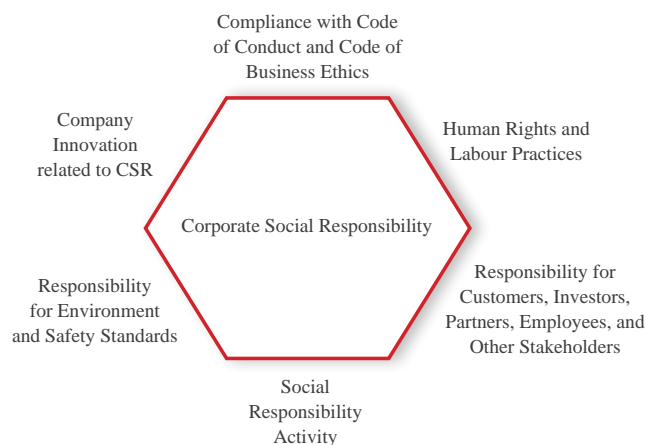 Compliance with Code
of Conduct and Code of
Business Ethics
Company
Innovation
related to CSR
Human Rights and
Labour Practices
Corporate Social Responsibility
Responsibility
for Environment
and Safety Standards
Responsibility for
Customers, Investors,
Partners, Employees, and
Other Stakeholders
Social
Responsibility
Activity